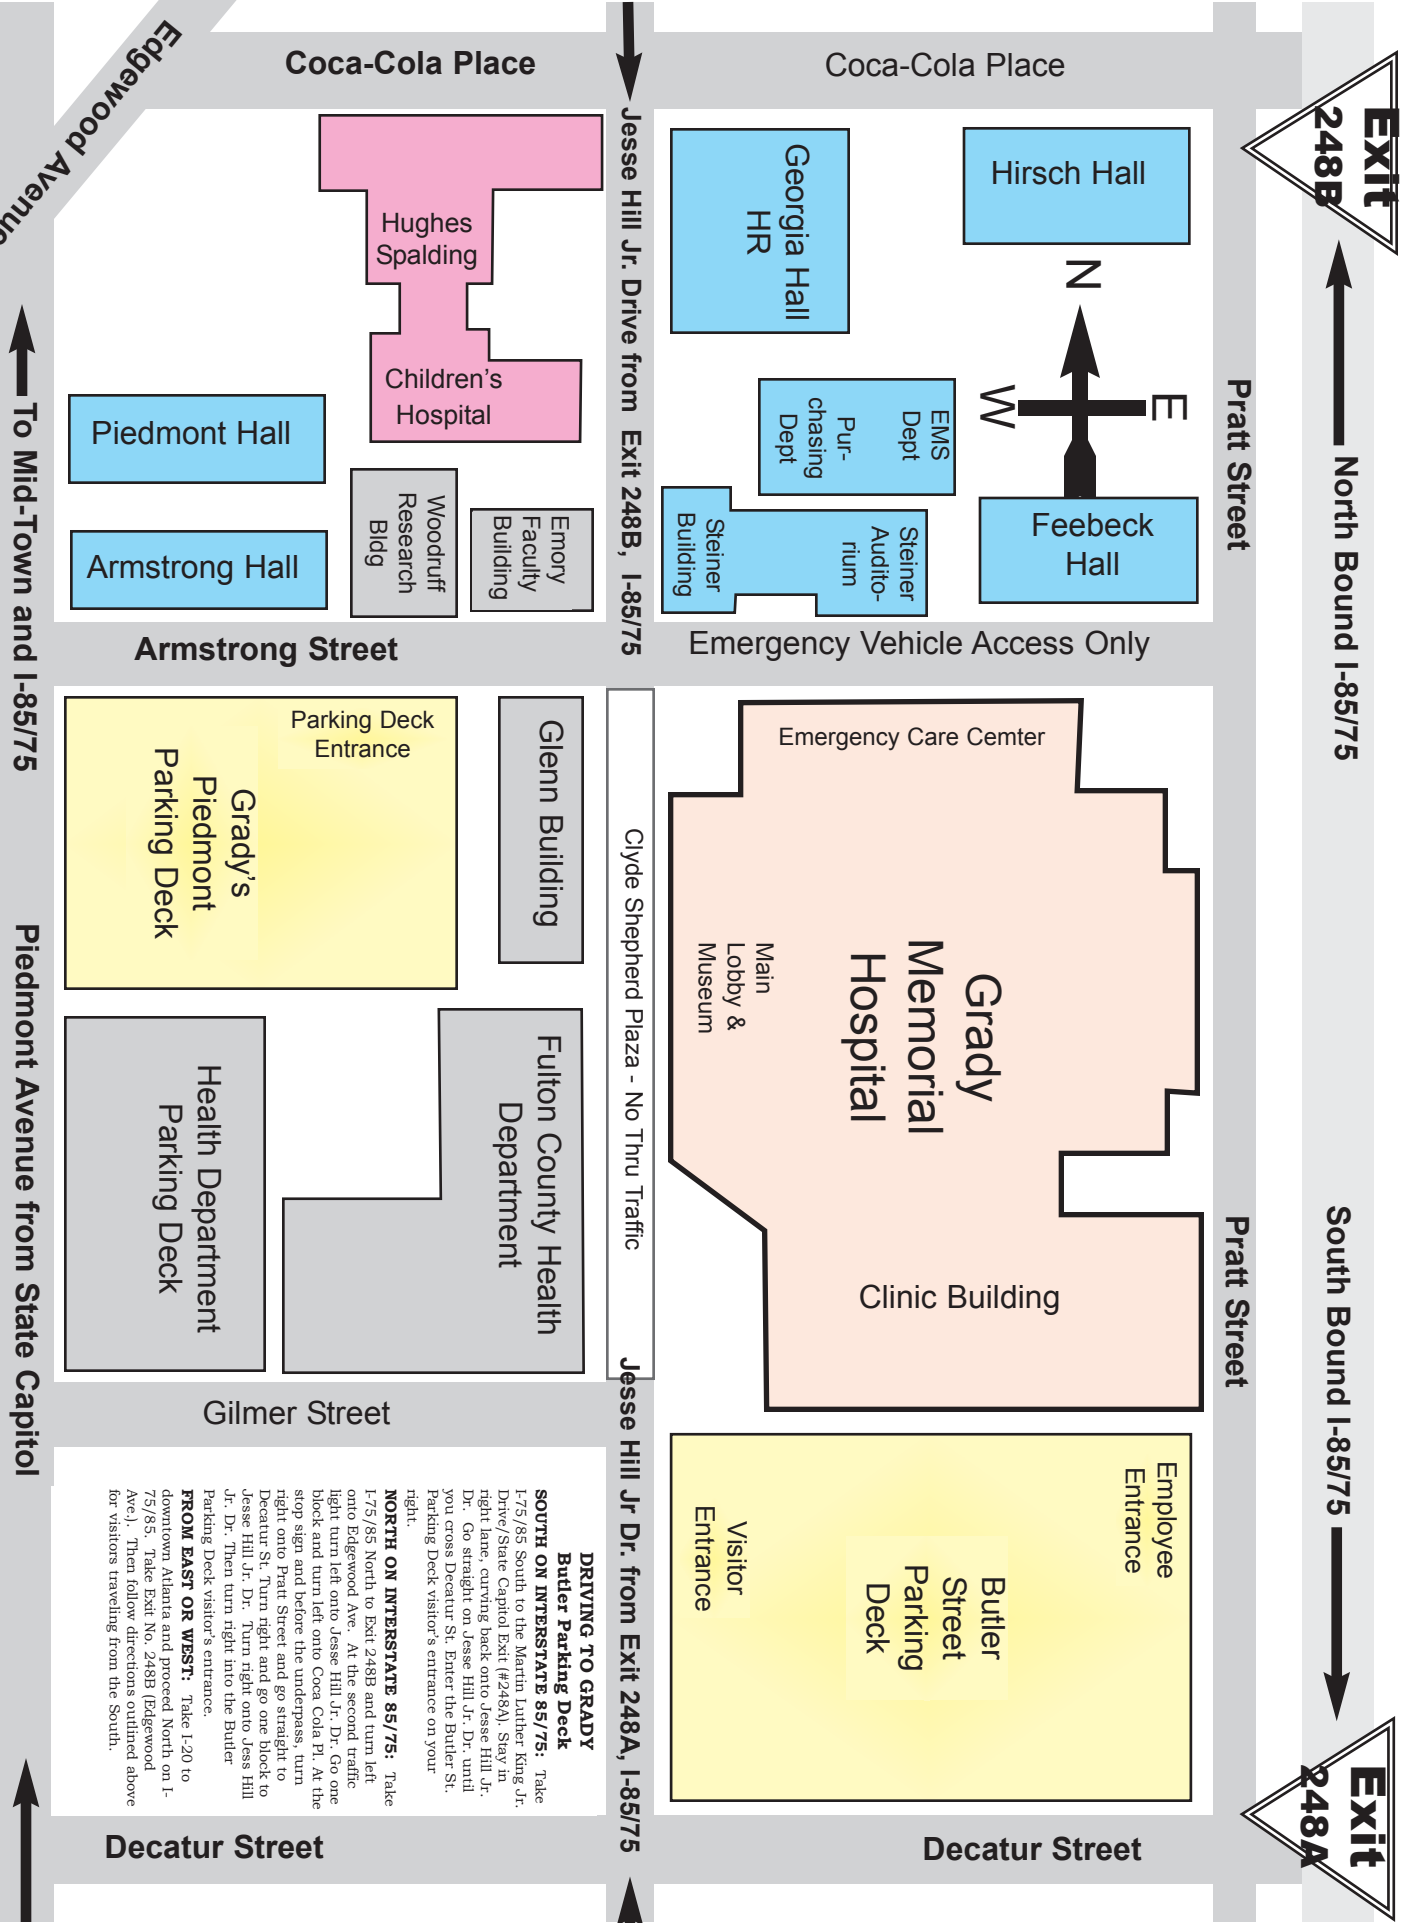 Edgewood Avenue
Coca-Cola Place
Coca-Cola Place
Exit
248B
Jesse Hill Jr. Drive from Exit 248B, I-85/75
Georgia Hall
HR
Hirsch Hall
Hughes
Spalding
Children's
Hospital
N
W
E
EMS
Dept
Pur-
chasing
Dept
Pratt Street
North Bound I-85/75
Piedmont Hall
Armstrong Hall
Woodruff
Research
Bldg
Emory
Faculty
Building
Steiner
Building
Steiner
Audito-
rium
Feebeck
Hall
To Mid-Town and I-85/75
Armstrong Street
Emergency Vehicle Access Only
Parking Deck
Entrance
Grady's
Piedmont
Parking Deck
Glenn Building
Clyde Shepherd Plaza - No Thru Traffic
Emergency Care Cemter
Main
Lobby &
Museum
Grady
Memorial
Hospital
Clinic Building
Health Department
Parking Deck
Fulton County Health
Department
Pratt Street
South Bound I-85/75
Piedmont Avenue from State Capitol
Gilmer Street
Jesse Hill Jr Dr. from Exit 248A, I-85/75
Employee
Entrance
Butler
Street
Parking
Deck
Visitor
Entrance
DRIVING TO GRADY
Butler Parking Deck
SOUTH ON INTERSTATE 85/75: Take
I-75/85 South to the Martin Luther King Jr.
Drive/State Capitol Exit (#248A). Stay in
right lane, curving back onto Jesse Hill Jr.
Dr. Go straight on Jesse Hill Jr. Dr. until
you cross Decatur St. Enter the Butler St.
Parking Deck visitor's entrance on your
right.
NORTH ON INTERSTATE 85/75: Take
I-75/85 North to Exit 248B and turn left
onto Edgewood Ave. At the second traffic
light turn left onto Jesse Hill Jr. Dr. Go one
block and turn left onto Coca Cola Pl. At the
stop sign and before the underpass, turn
right onto Pratt Street and go straight to
Decatur St. Turn right and go one block to
Jesse Hill Jr. Dr. Turn right onto Jess Hill
Jr. Dr. Then turn right into the Butler
Parking Deck visitor's entrance.
FROM EAST OR WEST: Take I-20 to
downtown Atlanta and proceed North on I-
75/85. Take Exit No. 248B (Edgewood
Ave.). Then follow directions outlined above
for visitors traveling from the South.
Exit
248A
Decatur Street
Decatur Street